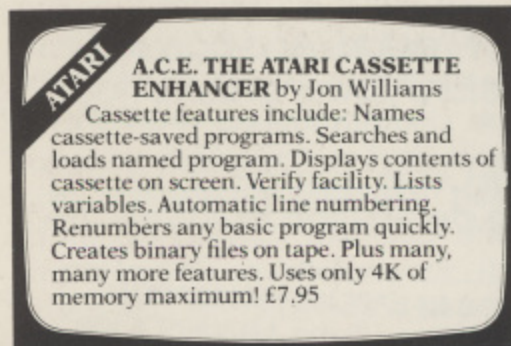 ATARI
A.C.E. THE ATARI CASSETTE
ENHANCER by Jon Williams
Cassette features include: Names
cassette-saved programs. Searches and
loads named program. Displays contents of
cassette on screen. Verify facility. Lists
variables. Automatic line numbering.
Renumbers any basic program quickly.
Creates binary files on tape. Plus many,
many more features. Uses only 4K of
memory maximum! £7.95